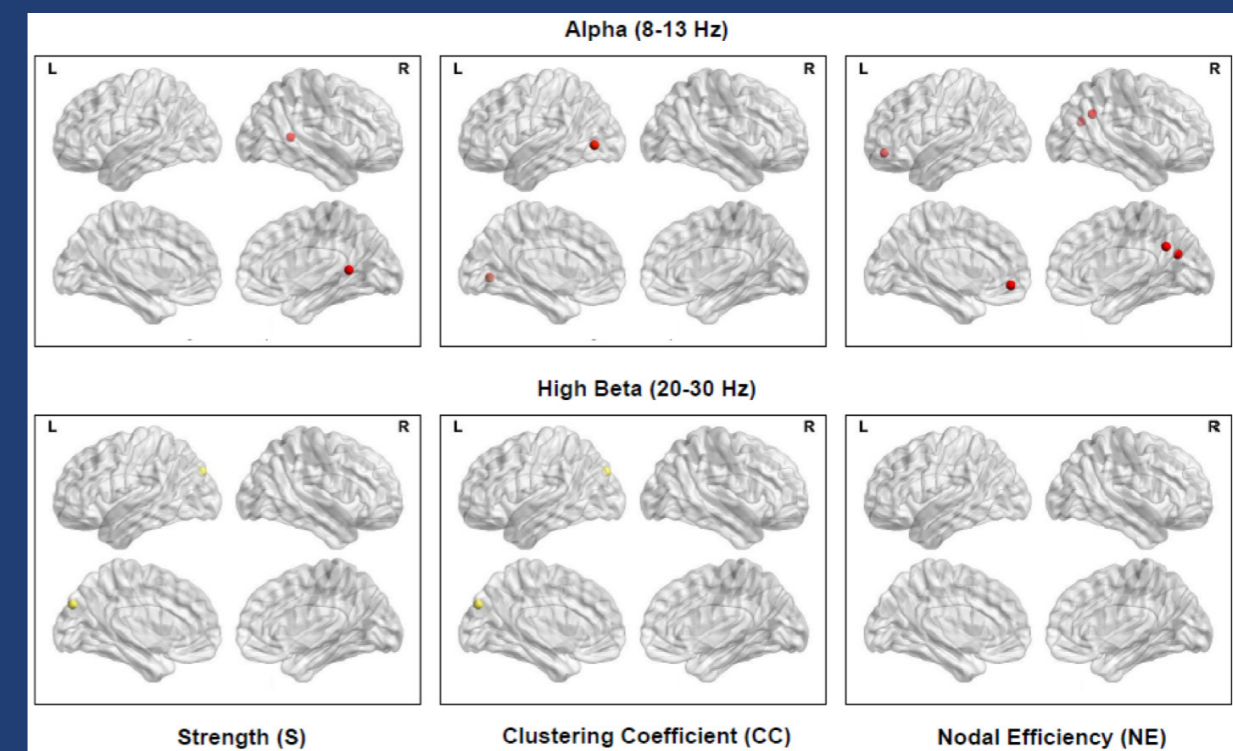 Alpha (8-13 Hz)
L R
L R
L R
High Beta (20-30 Hz)
L R
L R
L R
Strength (S)
Clustering Coefficient (CC)
Nodal Efficiency (NE)